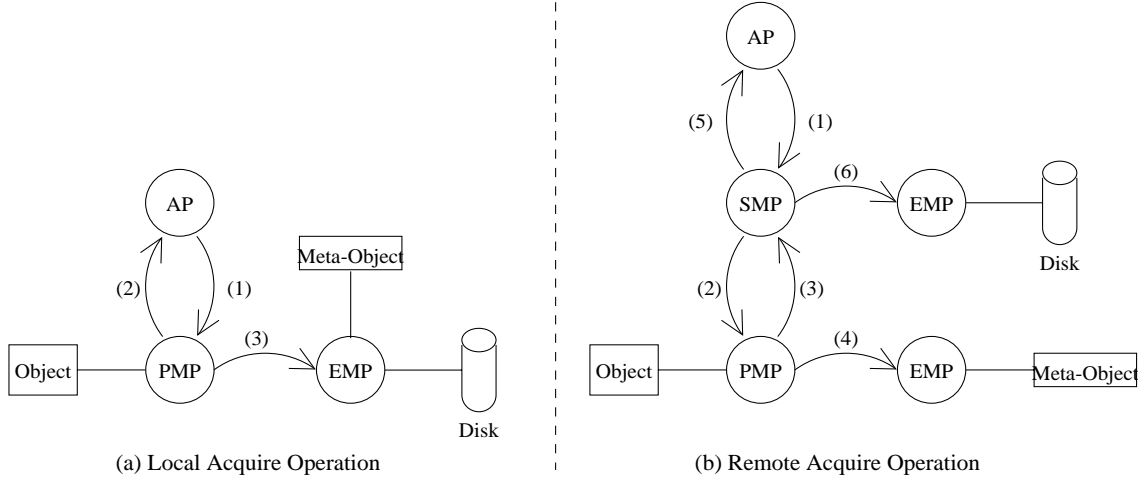 AP
(2)
(1)
Meta-Object
(3)
Object
PMP
EMP
Disk
(a) Local Acquire Operation
AP
(5)
(1)
(6)
SMP
EMP
Disk
(2)
(3)
(4)
Object
PMP
EMP
Meta-Object
(b) Remote Acquire Operation